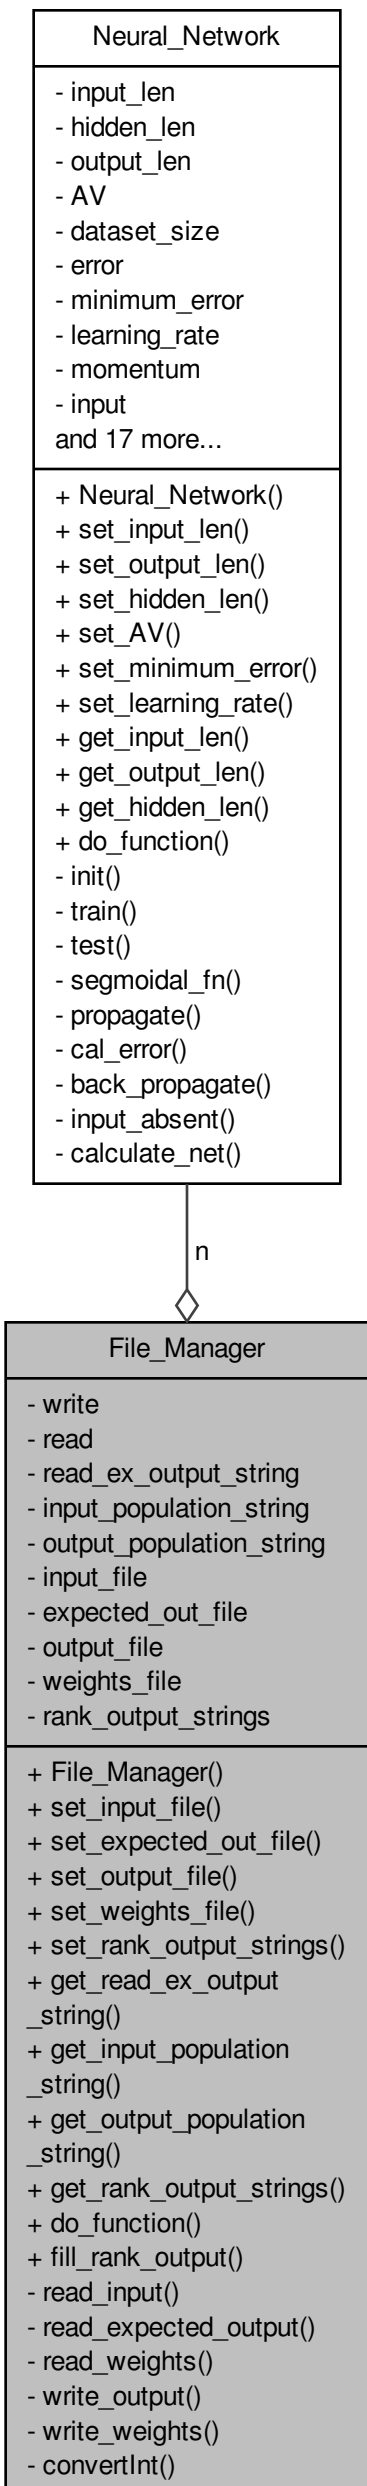 Neural_Network
- input_len
- hidden_len
- output_len
- AV
- dataset_size
- error
- minimum_error
- learning_rate
- momentum
- input
and 17 more...
+ Neural_Network()
+ set_input_len()
+ set_output_len()
+ set_hidden_len()
+ set_AV()
+ set_minimum_error()
+ set_learning_rate()
+ get_input_len()
+ get_output_len()
+ get_hidden_len()
+ do_function()
- init()
- train()
- test()
- segmoidal_fn()
- propagate()
- cal_error()
- back_propagate()
- input_absent()
- calculate_net()
n
File_Manager
- write
- read
- read_ex_output_string
- input_population_string
- output_population_string
- input_file
- expected_out_file
- output_file
- weights_file
- rank_output_strings
+ File_Manager()
+ set_input_file()
+ set_expected_out_file()
+ set_output_file()
+ set_weights_file()
+ set_rank_output_strings()
+ get_read_ex_output
_string()
+ get_input_population
_string()
+ get_output_population
_string()
+ get_rank_output_strings()
+ do_function()
+ fill_rank_output()
- read_input()
- read_expected_output()
- read_weights()
- write_output()
- write_weights()
- convertInt()